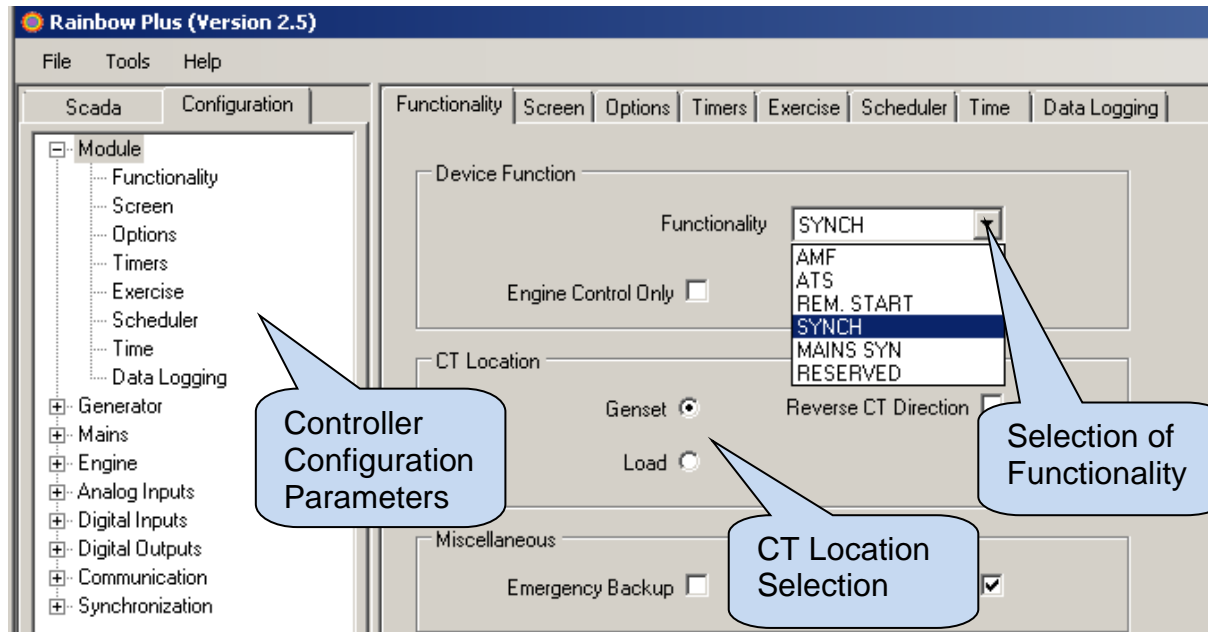 Rainbow Plus (Version 2.5)
File Tools Help
Scada Configuration
Module
Functionality
Screen
Options
Timers
Exercise
Scheduler
Time
Data Logging
Generator
Mains
Engine
Analog Inputs
Digital Inputs
Digital Outputs
Communication
Synchronization
Functionality Screen Options Timers Exercise Scheduler Time Data Logging
Device Function
Functionality SYNCH
AMF
ATS
REM. START
SYNCH
MAINS SYN
RESERVED
Engine Control Only
CT Location
Genset Reverse CT Direction
Load
Miscellaneous
Emergency Backup
Controller
Configuration
Parameters
CT Location
Selection
Selection of
Functionality